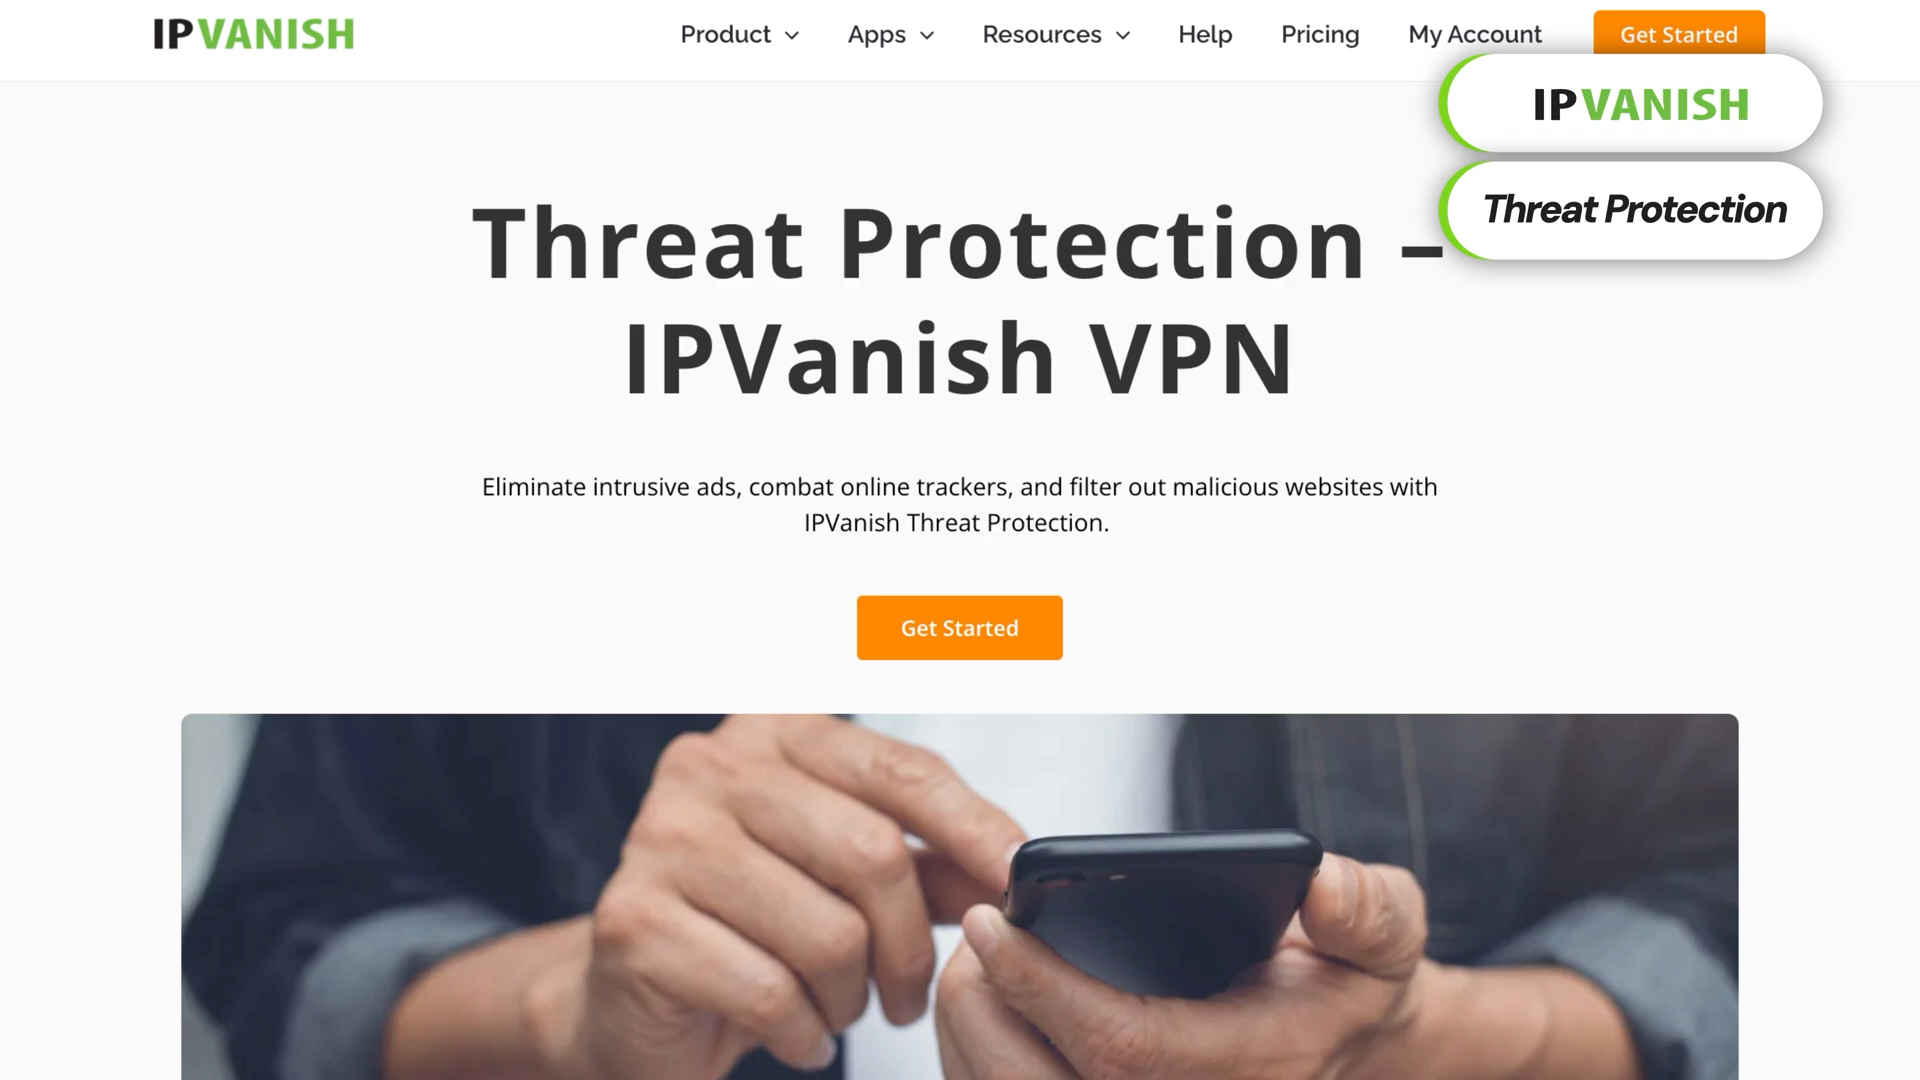 IPVANISH
Product
Apps
Resources
Help
Pricing
My Account
Get Started
IPVANISH
Threat Protection
Threat Protection –
IPVanish VPN
Eliminate intrusive ads, combat online trackers, and filter out malicious websites with
IPVanish Threat Protection.
Get Started